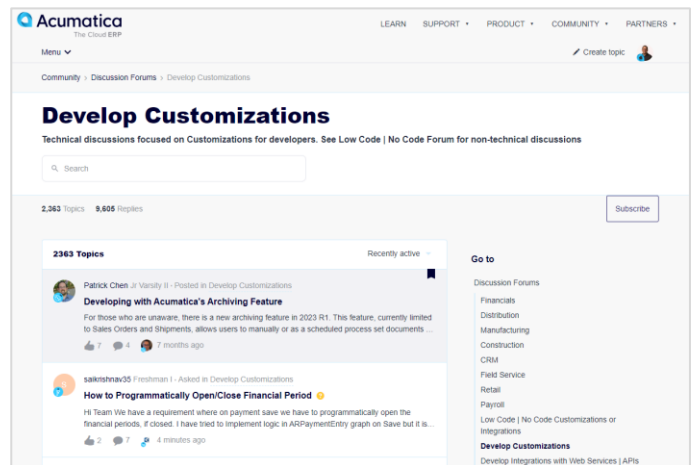 Acumatica
The Cloud ERP
LEARN SUPPORT PRODUCT COMMUNITY PARTNERS
Menu
Create topic
Community > Discussion Forums > Develop Customizations
Develop Customizations
Technical discussions focused on Customizations for developers. See Low Code | No Code Forum for non-technical discussions
Search
2,363 Topics 9,605 Replies
Subscribe
2363 Topics
Recently active
Patrick Chen Jr Varsity II - Posted in Develop Customizations
Developing with Acumatica's Archiving Feature
For those who are unaware, there is a new archiving feature in 2023 R1. This feature, currently limited
to Sales Orders and Shipments, allows users to manually or as a scheduled process set documents ...
7 4 7 months ago
S
saikrishnav35 Freshman I - Asked in Develop Customizations
How to Programmatically Open/Close Financial Period
Hi Team We have a requirement where on payment save we have to programmatically open the
financial periods, if closed. I have tried to implement logic in ARPaymentEntry graph on Save but it is...
2 7 4 minutes ago
Go to
Discussion Forums
Financials
Distribution
Manufacturing
Construction
CRM
Field Service
Retail
Payroll
Low Code | No Code Customizations or
Integrations
Develop Customizations
Develop Integrations with Web Services | APIs